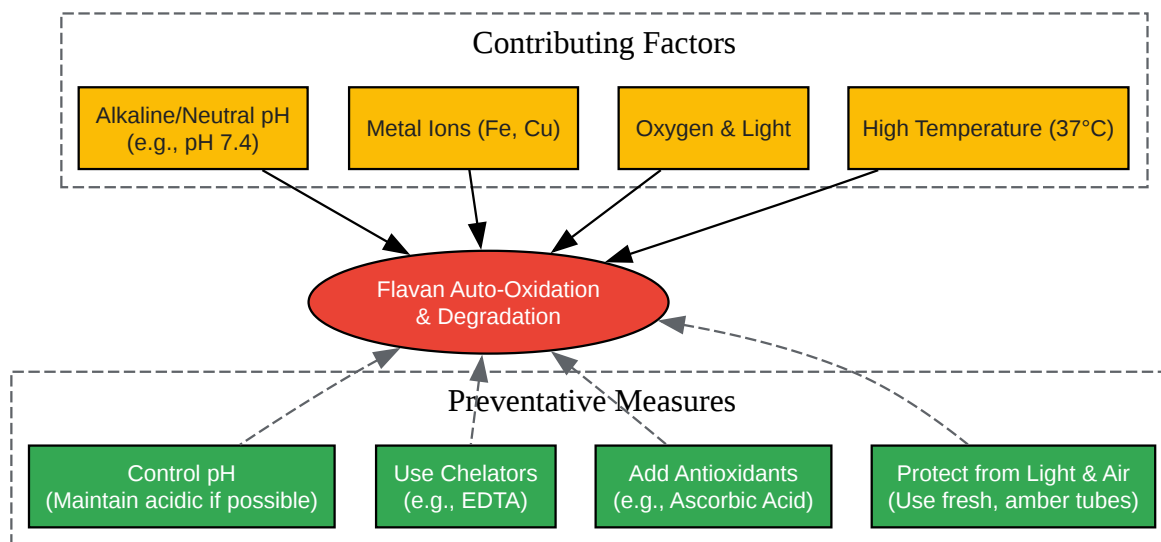 Contributing Factors
Alkaline/Neutral pH
(e.g., pH 7.4)
Metal Ions (Fe, Cu)
Oxygen & Light
High Temperature (37°C)
Flavan Auto-Oxidation
& Degradation
Preventative Measures
Control pH
(Maintain acidic if possible)
Use Chelators
(e.g., EDTA)
Add Antioxidants
(e.g., Ascorbic Acid)
Protect from Light & Air
(Use fresh, amber tubes)